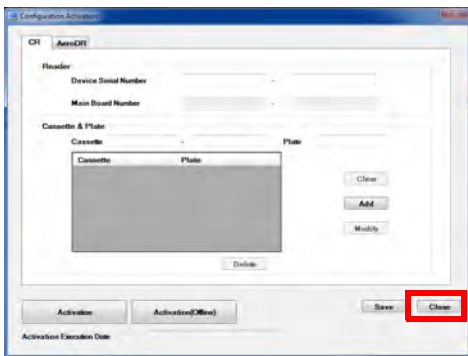 Configuration Activation
CR AeroDR
Reader
Device Serial Number -
Main Board Number -
Cassette & Plate
Cassette - Plate
Cassette Plate
Clear
Add
Modify
Delete
Activation Activation(Offline) Save Close
Activation Execution Date